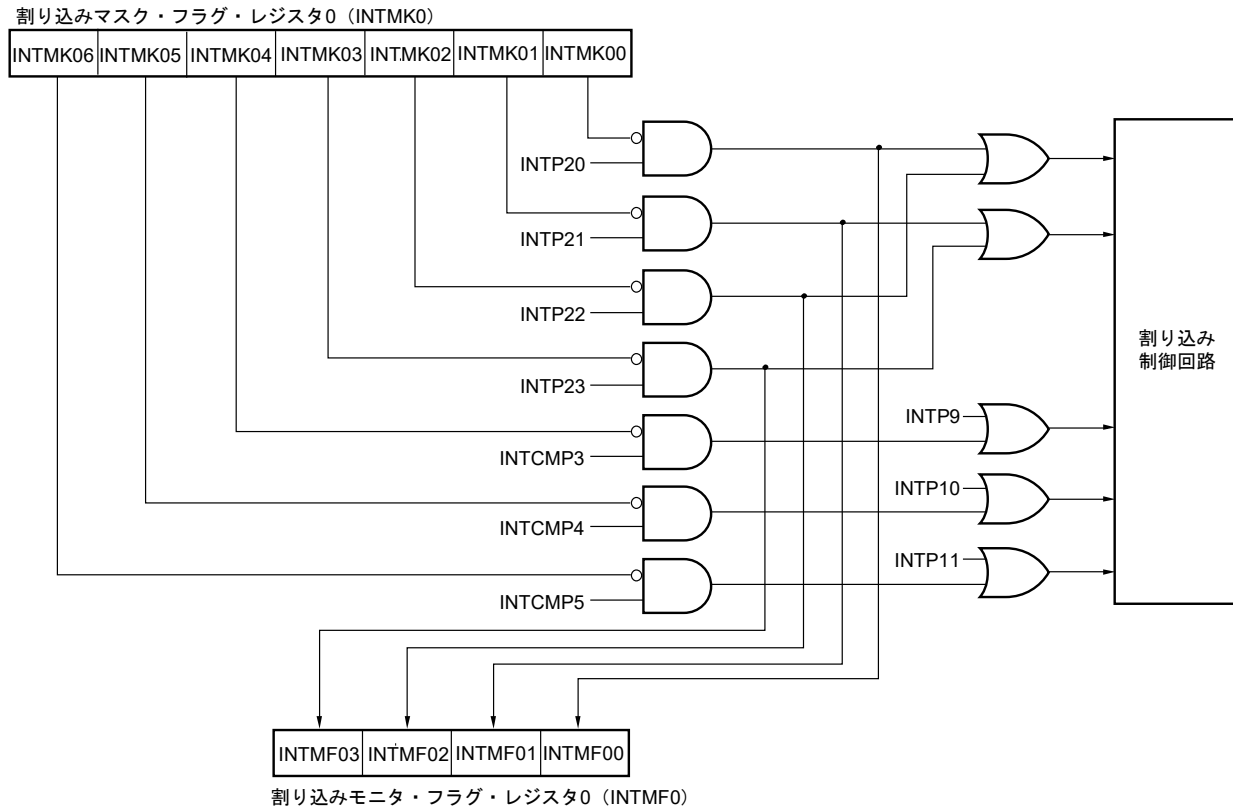 割り込みマスク・フラグ・レジスタ0（INTMK0）
INTMK06 INTMK05 INTMK04 INTMK03 INTMK02 INTMK01 INTMK00
INTP20
INTP21
INTP22
INTP23
INTCMP3
INTCMP4
INTCMP5
INTP9
INTP10
INTP11
割り込み
制御回路
INTMF03 INTMF02 INTMF01 INTMF00
割り込みモニタ・フラグ・レジスタ0（INTMF0）